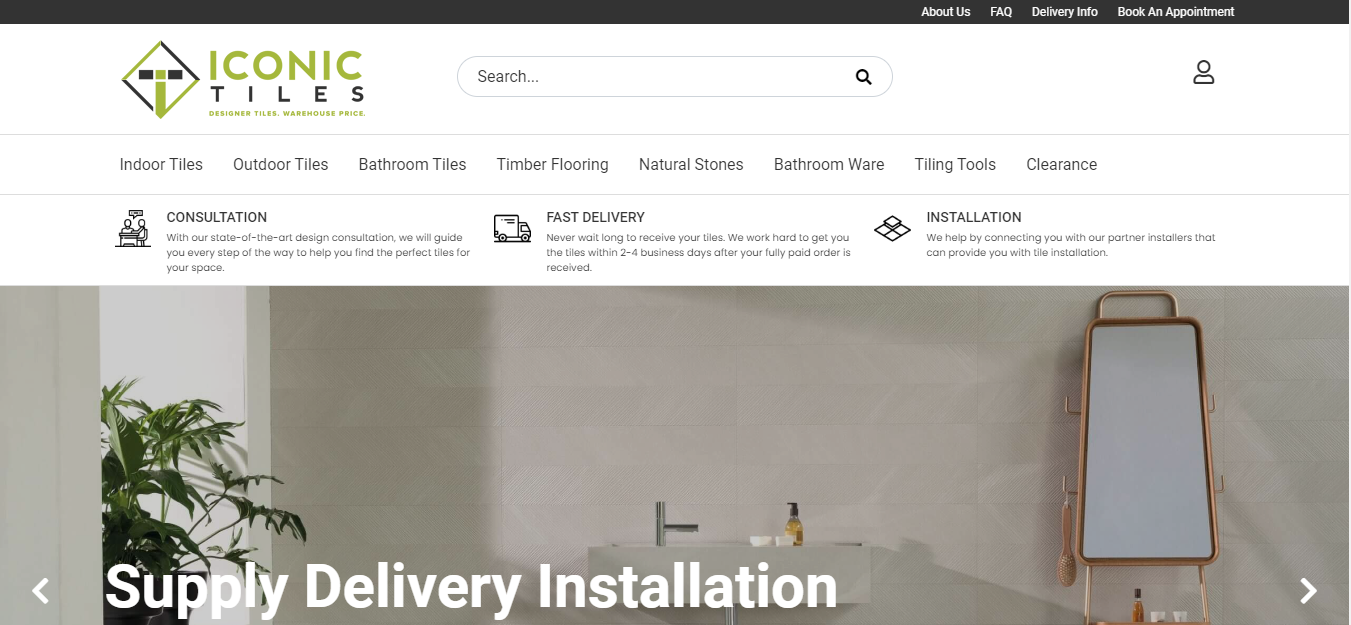 About Us FAQ Delivery Info Book An Appointment
ICONIC
TILES
DESIGNER TILES. WAREHOUSE PRICE.
Search...
Indoor Tiles Outdoor Tiles Bathroom Tiles Timber Flooring Natural Stones Bathroom Ware Tiling Tools Clearance
CONSULTATION
With our state-of-the-art design consultation, we will guide
you every step of the way to help you find the perfect tiles for
your space.
FAST DELIVERY
Never wait long to receive your tiles. We work hard to get you
the tiles within 2-4 business days after your fully paid order is
received.
INSTALLATION
We help by connecting you with our partner installers that
can provide you with tile installation.
Supply Delivery Installation